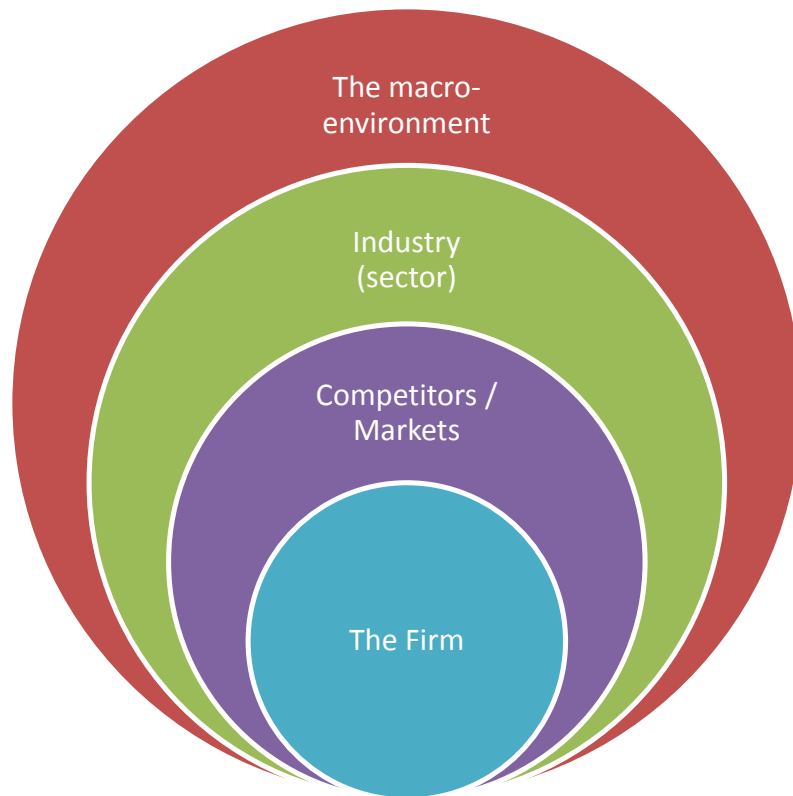 The macro-
environment
Industry
(sector)
Competitors /
Markets
The Firm